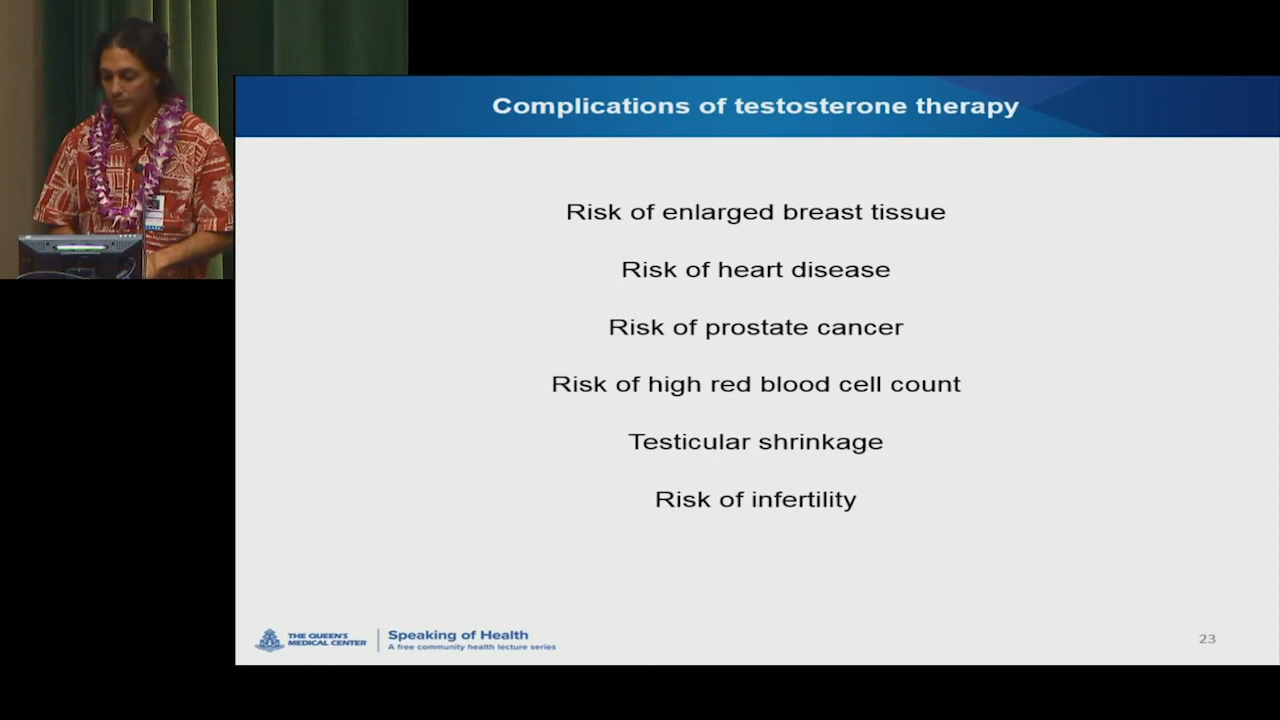 Complications of testosterone therapy
Risk of enlarged breast tissue
Risk of heart disease
Risk of prostate cancer
Risk of high red blood cell count
Testicular shrinkage
Risk of infertility
THE QUEEN'S
MEDICAL CENTER
Speaking of Health
A free community health lecture series
23